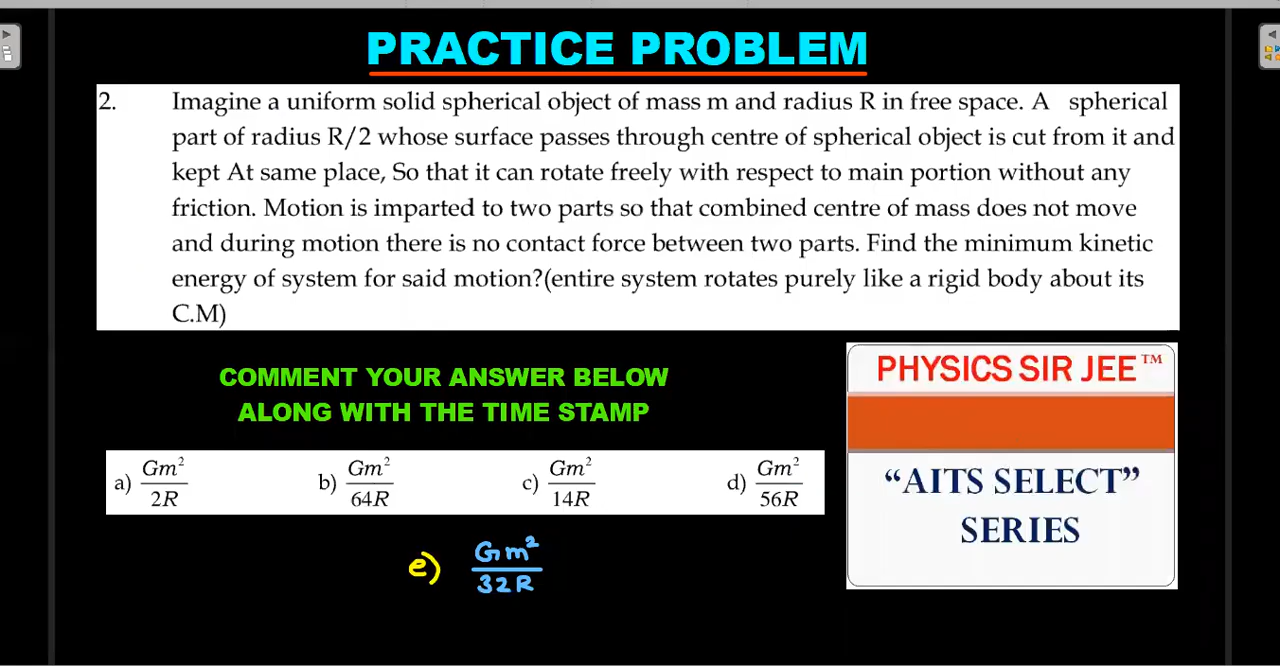 PRACTICE PROBLEM
2. Imagine a uniform solid spherical object of mass m and radius R in free space. A spherical
part of radius R/2 whose surface passes through centre of spherical object is cut from it and
kept At same place, So that it can rotate freely with respect to main portion without any
friction. Motion is imparted to two parts so that combined centre of mass does not move
and during motion there is no contact force between two parts. Find the minimum kinetic
energy of system for said motion?(entire system rotates purely like a rigid body about its
C.M)
PHYSICS SIR JEE™
COMMENT YOUR ANSWER BELOW
ALONG WITH THE TIME STAMP
"AITS SELECT"
SERIES
a) Gm²/2R b) Gm²/64R c) Gm²/14R d) Gm²/56R
e) Gm²/32R